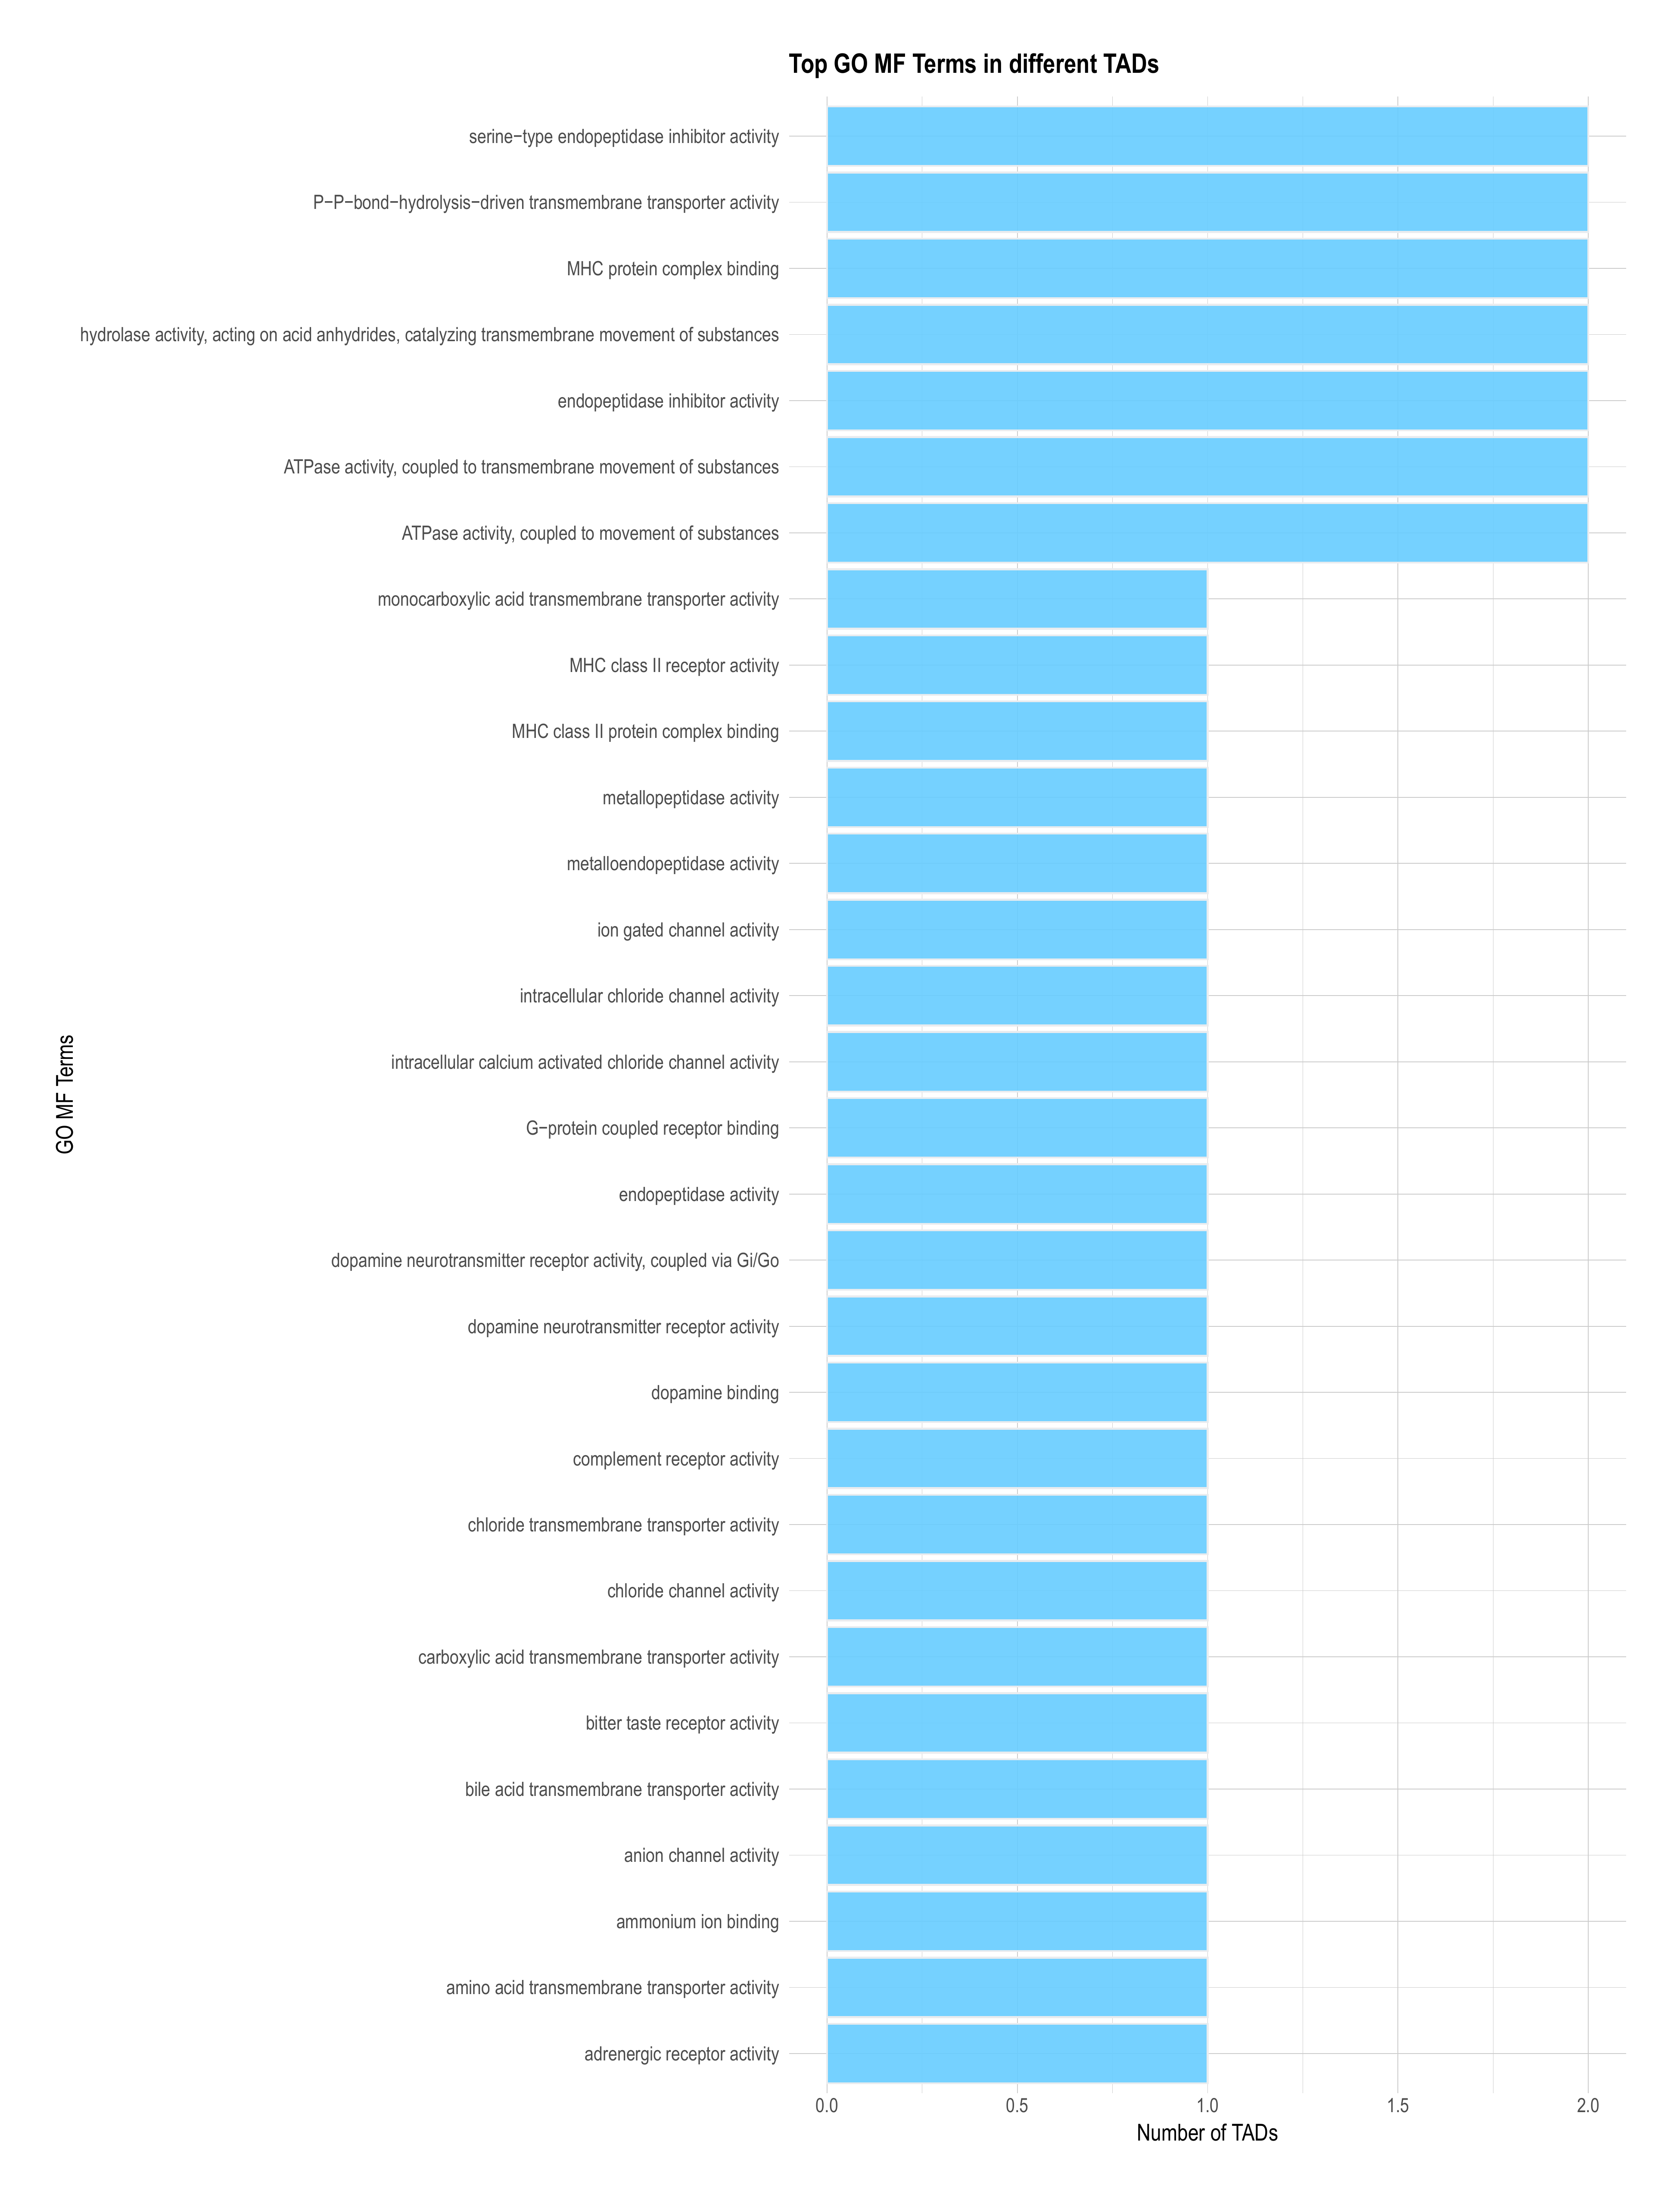 Top GO MF Terms in different TADs
serine−type endopeptidase inhibitor activity
P−P−bond−hydrolysis−driven transmembrane transporter activity
MHC protein complex binding
hydrolase activity, acting on acid anhydrides, catalyzing transmembrane movement of substances
endopeptidase inhibitor activity
ATPase activity, coupled to transmembrane movement of substances
ATPase activity, coupled to movement of substances
monocarboxylic acid transmembrane transporter activity
MHC class II receptor activity
MHC class II protein complex binding
metallopeptidase activity
metalloendopeptidase activity
ion gated channel activity
intracellular chloride channel activity
intracellular calcium activated chloride channel activity
G−protein coupled receptor binding
endopeptidase activity
dopamine neurotransmitter receptor activity, coupled via Gi/Go
dopamine neurotransmitter receptor activity
dopamine binding
complement receptor activity
chloride transmembrane transporter activity
chloride channel activity
carboxylic acid transmembrane transporter activity
bitter taste receptor activity
bile acid transmembrane transporter activity
anion channel activity
ammonium ion binding
amino acid transmembrane transporter activity
adrenergic receptor activity
GO MF Terms
0.0 0.5 1.0 1.5 2.0
Number of TADs